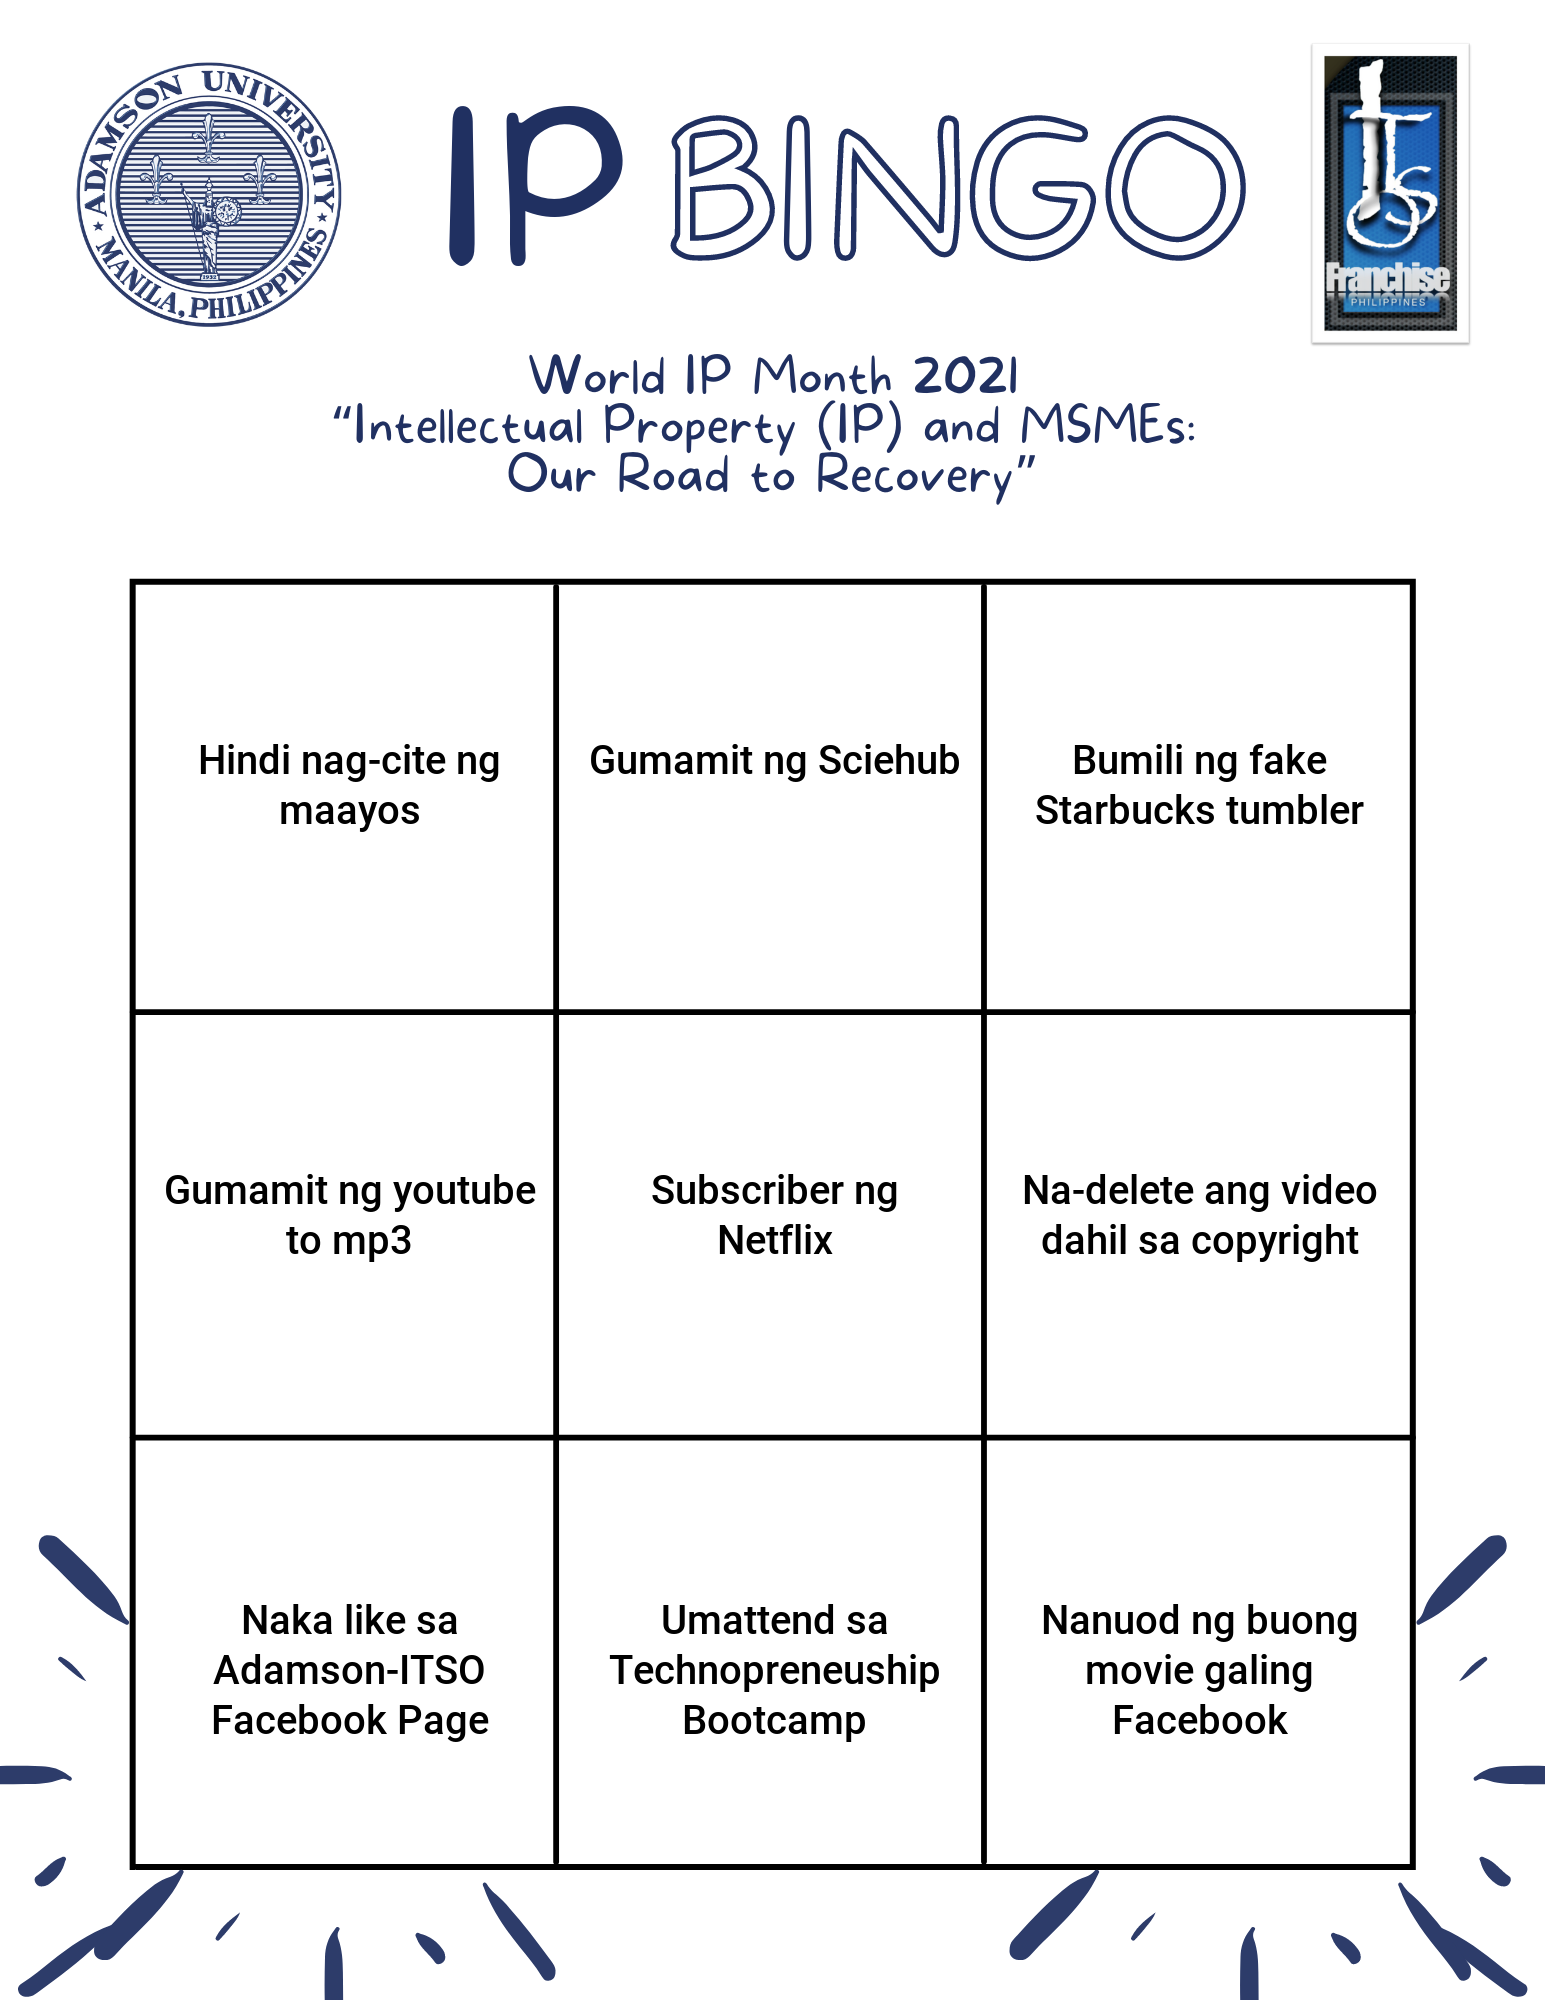 ADAMSON UNIVERSITY
MANILA, PHILIPPINES
1932
IP BINGO
ITSO
Franchise
PHILIPPINES
World IP Month 2021
“Intellectual Property (IP) and MSMEs:
Our Road to Recovery”
Hindi nag-cite ng
maayos
Gumamit ng Sciehub
Bumili ng fake
Starbucks tumbler
Gumamit ng youtube
to mp3
Subscriber ng
Netflix
Na-delete ang video
dahil sa copyright
Naka like sa
Adamson-ITSO
Facebook Page
Umattend sa
Technopreneuship
Bootcamp
Nanuod ng buong
movie galing
Facebook